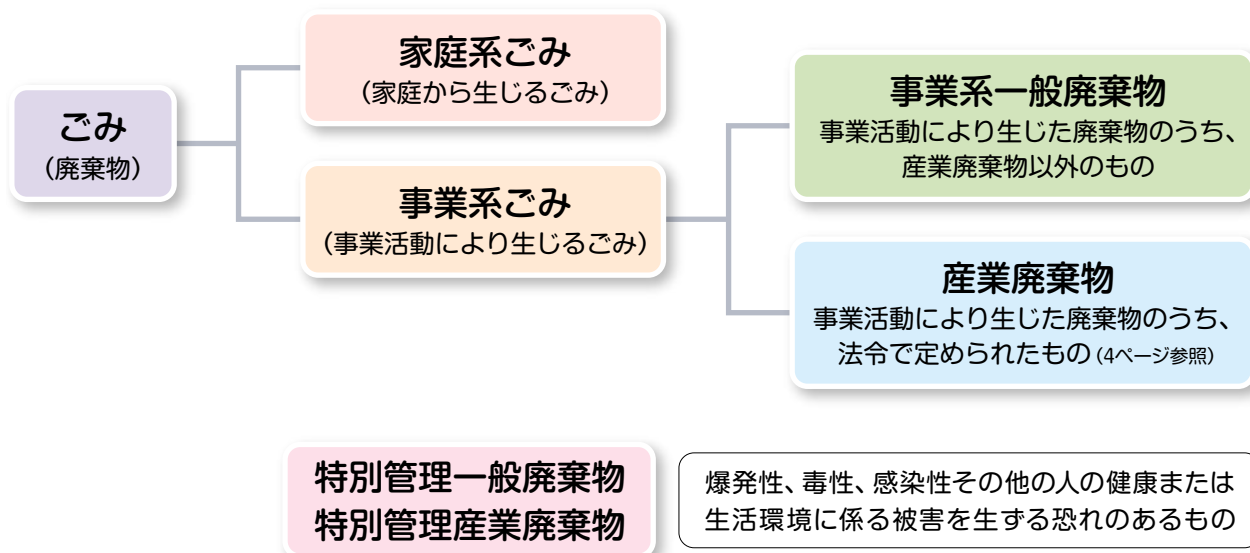 ごみ
(廃棄物)
家庭系ごみ
(家庭から生じるごみ)
事業系ごみ
(事業活動により生じるごみ)
事業系一般廃棄物
事業活動により生じた廃棄物のうち、
産業廃棄物以外のもの
産業廃棄物
事業活動により生じた廃棄物のうち、
法令で定められたもの(4ページ参照)
特別管理一般廃棄物
特別管理産業廃棄物
爆発性、毒性、感染性その他の人の健康または
生活環境に係る被害を生ずる恐れのあるもの